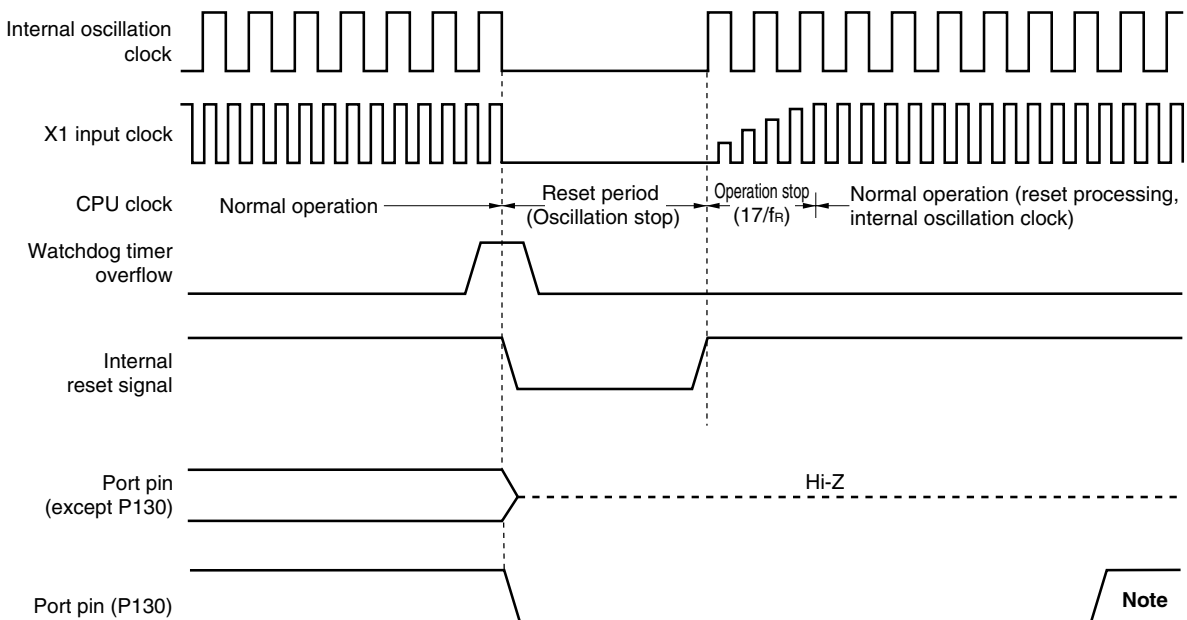 Internal oscillation
clock
X1 input clock
CPU clock
Normal operation
Reset period
(Oscillation stop)
Operation stop
(17/fR)
Normal operation (reset processing,
internal oscillation clock)
Watchdog timer
overflow
Internal
reset signal
Port pin
(except P130)
Hi-Z
Port pin (P130)
Note